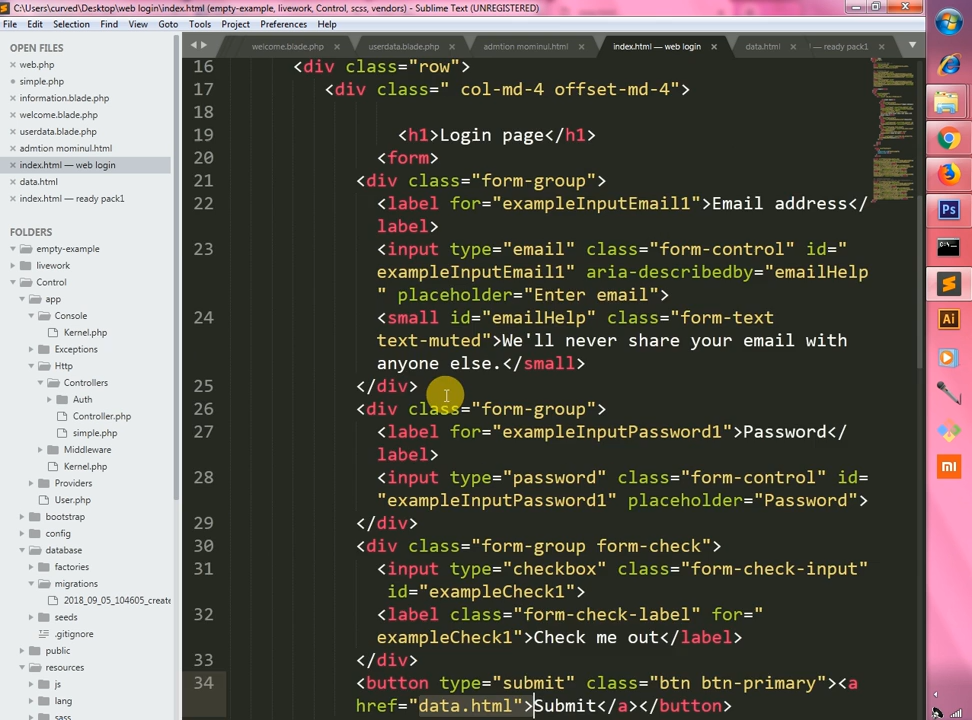 C:\Users\curved\Desktop\web login\index.html (empty-example, livework, Control, scss, vendors) - Sublime Text (UNREGISTERED)
File Edit Selection Find View Goto Tools Project Preferences Help
OPEN FILES
web.php
simple.php
information.blade.php
welcome.blade.php
userdata.blade.php
admtion mominul.html
index.html — web login
data.html
index.html — ready pack1
FOLDERS
empty-example
livework
Control
app
Console
Kernel.php
Exceptions
Http
Controllers
Auth
Controller.php
simple.php
Middleware
Kernel.php
Providers
User.php
bootstrap
config
database
factories
migrations
2018_09_05_104605_create
seeds
.gitignore
public
resources
js
lang
sass
welcome.blade.php userdata.blade.php admtion mominul.html index.html — web login data.html — ready pack1
16 <div class="row">
17 <div class=" col-md-4 offset-md-4">
18
19 <h1>Login page</h1>
20 <form>
21 <div class="form-group">
22 <label for="exampleInputEmail1">Email address</
label>
23 <input type="email" class="form-control" id="
exampleInputEmail1" aria-describedby="emailHelp
" placeholder="Enter email">
24 <small id="emailHelp" class="form-text
text-muted">We'll never share your email with
anyone else.</small>
25 </div>
26 <div class="form-group">
27 <label for="exampleInputPassword1">Password</
label>
28 <input type="password" class="form-control" id=
"exampleInputPassword1" placeholder="Password">
29 </div>
30 <div class="form-group form-check">
31 <input type="checkbox" class="form-check-input"
id="exampleCheck1">
32 <label class="form-check-label" for="
exampleCheck1">Check me out</label>
33 </div>
34 <button type="submit" class="btn btn-primary"><a
href="data.html">Submit</a></button>
Ps
Ai
mi